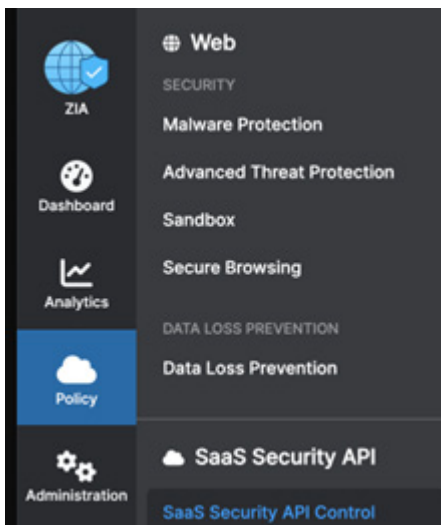 ZIA
Dashboard
Analytics
Policy
Administration
Web
SECURITY
Malware Protection
Advanced Threat Protection
Sandbox
Secure Browsing
DATA LOSS PREVENTION
Data Loss Prevention
SaaS Security API
SaaS Security API Control